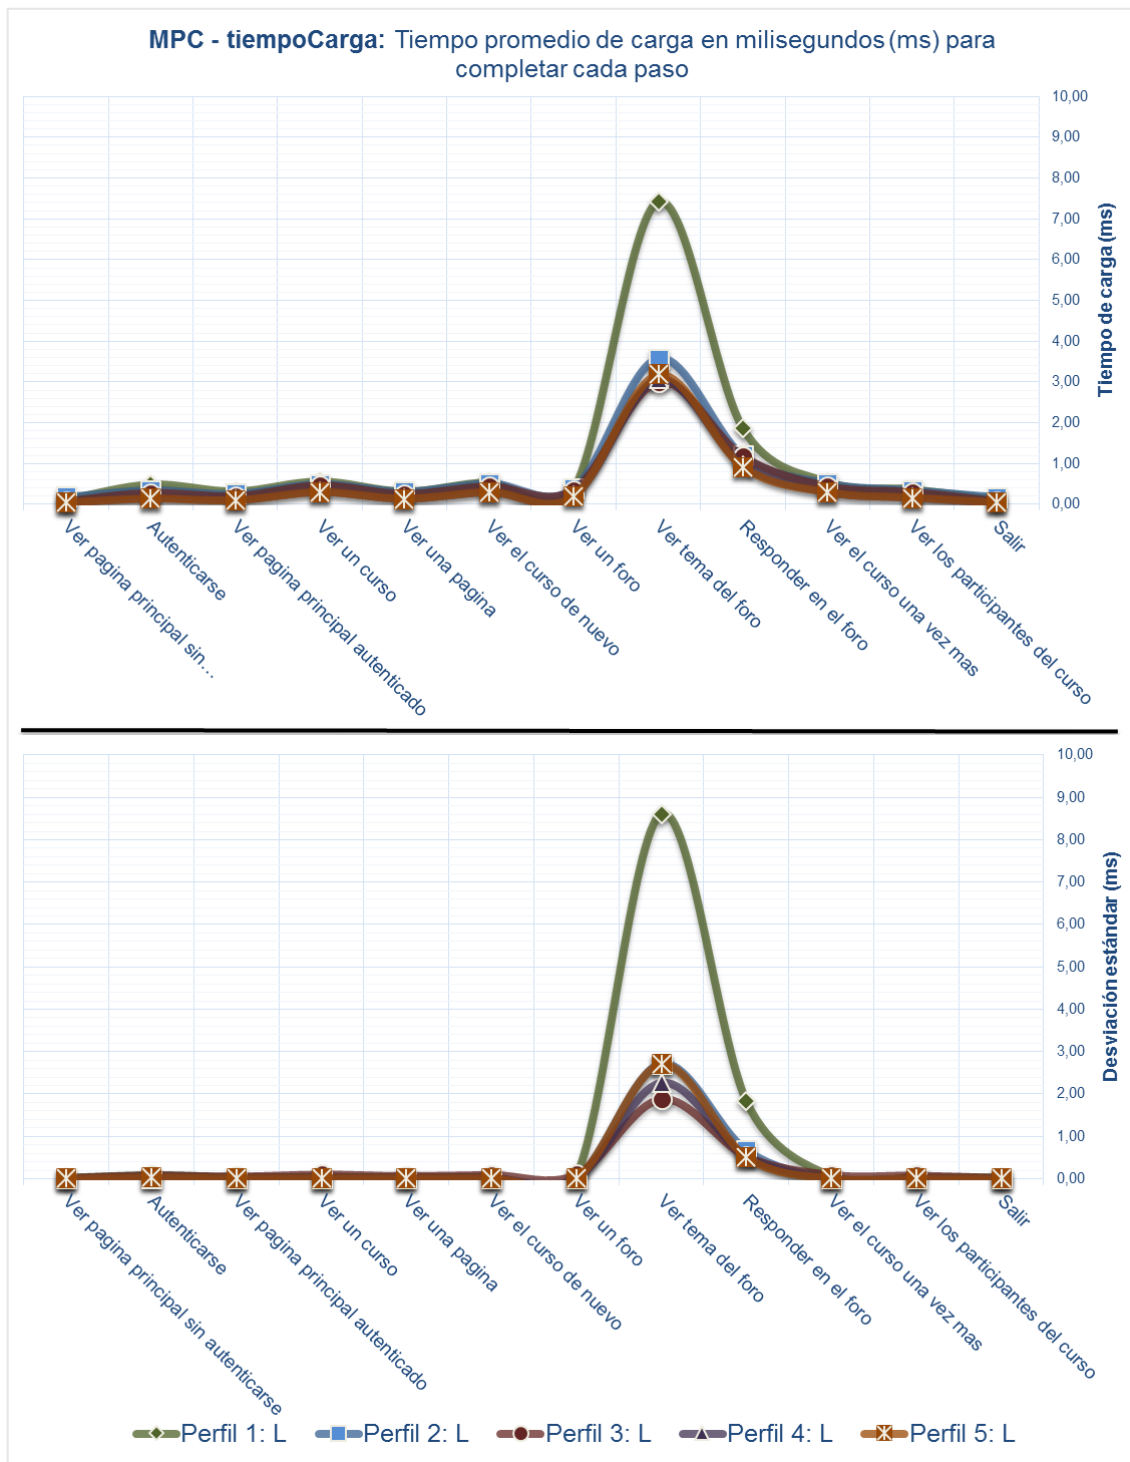 MPC - tiempoCarga: Tiempo promedio de carga en milisegundos (ms) para
completar cada paso
10,00
9,00
8,00
7,00
6,00
5,00
4,00
3,00
2,00
1,00
0,00
Tiempo de carga (ms)
Ver pagina principal sin...
Autenticarse
Ver pagina principal autenticado
Ver un curso
Ver una pagina
Ver el curso de nuevo
Ver un foro
Ver tema del foro
Responder en el foro
Ver el curso una vez mas
Ver los participantes del curso
Salir
10,00
9,00
8,00
7,00
6,00
5,00
4,00
3,00
2,00
1,00
0,00
Desviación estándar (ms)
Ver pagina principal sin autenticarse
Autenticarse
Ver pagina principal autenticado
Ver un curso
Ver una pagina
Ver el curso de nuevo
Ver un foro
Ver tema del foro
Responder en el foro
Ver el curso una vez mas
Ver los participantes del curso
Salir
Perfil 1: L
Perfil 2: L
Perfil 3: L
Perfil 4: L
Perfil 5: L